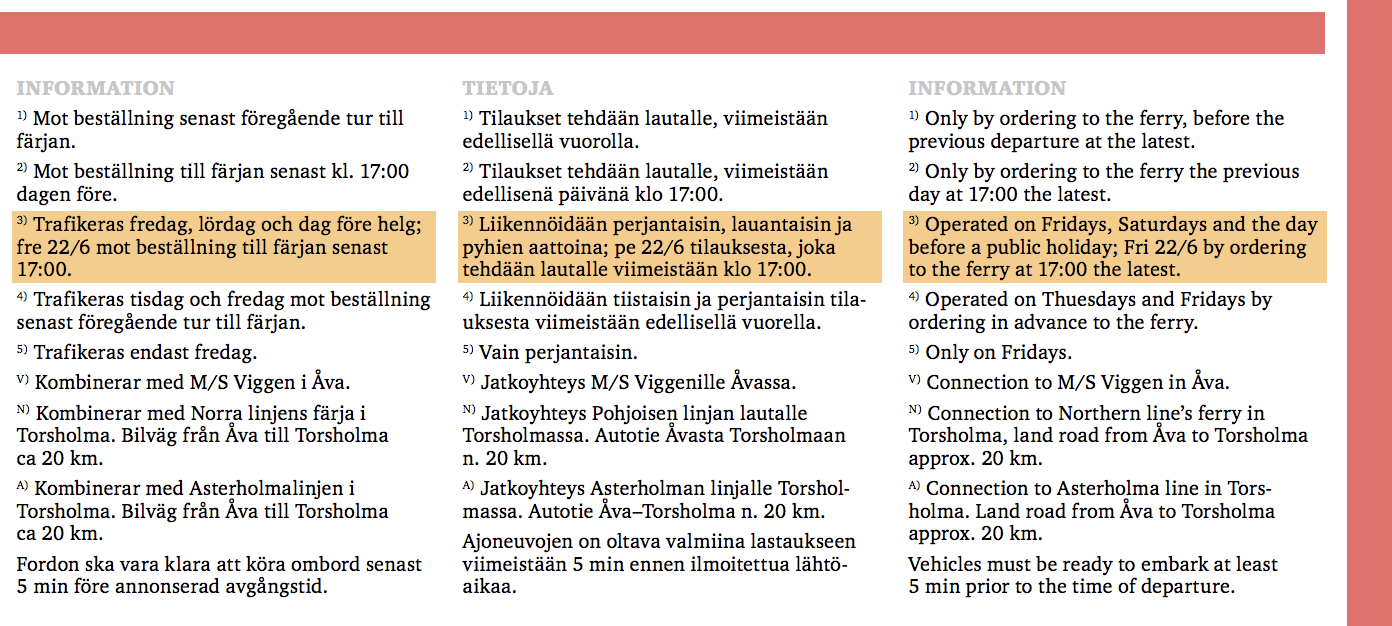 INFORMATION
1) Mot beställning senast föregående tur till
färjan.
2) Mot beställning till färjan senast kl. 17:00
dagen före.
3) Trafikeras fredag, lördag och dag före helg;
fre 22/6 mot beställning till färjan senast
17:00.
4) Trafikeras tisdag och fredag mot beställning
senast föregående tur till färjan.
5) Trafikeras endast fredag.
V) Kombinerar med M/S Viggen i Åva.
N) Kombinerar med Norra linjens färja i
Torsholma. Bilväg från Åva till Torsholma
ca 20 km.
A) Kombinerar med Asterholmalinjen i
Torsholma. Bilväg från Åva till Torsholma
ca 20 km.
Fordon ska vara klara att köra ombord senast
5 min före annonserad avgångstid.
TIETOJA
1) Tilaukset tehdään lautalle, viimeistään
edellisellä vuorolla.
2) Tilaukset tehdään lautalle, viimeistään
edellisenä päivänä klo 17:00.
3) Liikennöidään perjantaisin, lauantaisin ja
pyhien aattoina; pe 22/6 tilauksesta, joka
tehdään lautalle viimeistään klo 17:00.
4) Liikennöidään tiistaisin ja perjantaisin tila-
uksesta viimeistään edellisellä vuorella.
5) Vain perjantaisin.
V) Jatkoyhteys M/S Viggenille Åvassa.
N) Jatkoyhteys Pohjoisen linjan lautalle
Torsholmassa. Autotie Åvasta Torsholmaan
n. 20 km.
A) Jatkoyhteys Asterholman linjalle Torshol-
massa. Autotie Åva–Torsholma n. 20 km.
Ajoneuvojen on oltava valmiina lastaukseen
viimeistään 5 min ennen ilmoitettua lähtö-
aikaa.
INFORMATION
1) Only by ordering to the ferry, before the
previous departure at the latest.
2) Only by ordering to the ferry the previous
day at 17:00 the latest.
3) Operated on Fridays, Saturdays and the day
before a public holiday; Fri 22/6 by ordering
to the ferry at 17:00 the latest.
4) Operated on Thuesdays and Fridays by
ordering in advance to the ferry.
5) Only on Fridays.
V) Connection to M/S Viggen in Åva.
N) Connection to Northern line’s ferry in
Torsholma, land road from Åva to Torsholma
approx. 20 km.
A) Connection to Asterholma line in Tors-
holma. Land road from Åva to Torsholma
approx. 20 km.
Vehicles must be ready to embark at least
5 min prior to the time of departure.